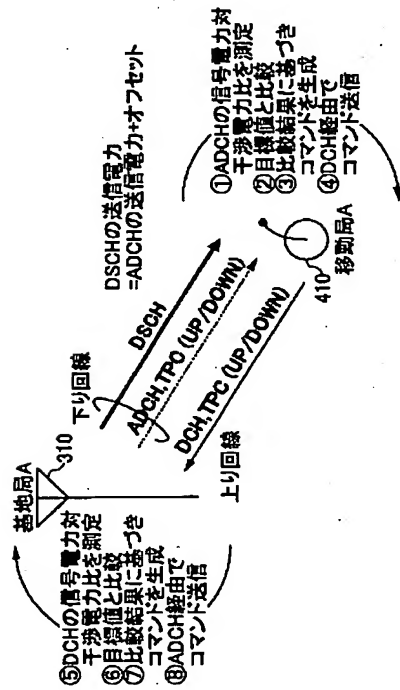 基地局A
310
下り回線
DSCHの送信電力
=ADCHの送信電力+オフセット
DSCH
ADCH,TPC (UP/DOWN)
DCH,TPC (UP/DOWN)
上り回線
⑤DCHの信号電力対
干渉電力比を測定
⑥目標値と比較
⑦比較結果に基づき
コマンドを生成
⑧ADCH経由で
コマンド送信
①ADCHの信号電力対
干渉電力比を測定
②目標値と比較
③比較結果に基づき
コマンドを生成
④DCH経由で
コマンド送信
410
移動局A